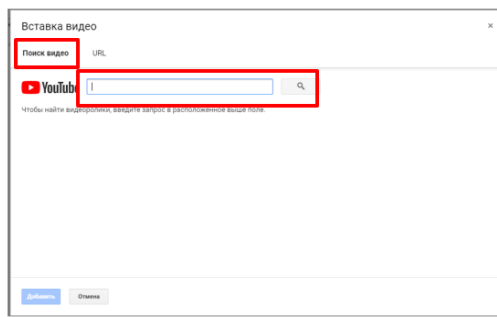 Вставка видео
×
Поиск видео URL
YouTube
Чтобы найти видеоролики, введите запрос в расположенное выше поле.
Добавить Отмена